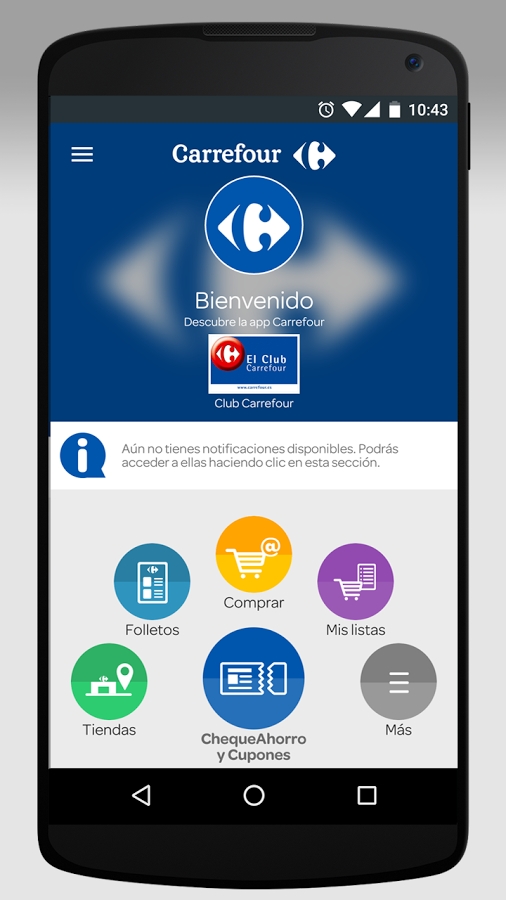 10:43
Carrefour
Bienvenido
Descubre la app Carrefour
El Club
Carrefour
www.carrefour.es
Club Carrefour
Aún no tienes notificaciones disponibles. Podrás
acceder a ellas haciendo clic en esta sección.
@
Comprar
Folletos
Mis listas
Tiendas
ChequeAhorro
y Cupones
Más